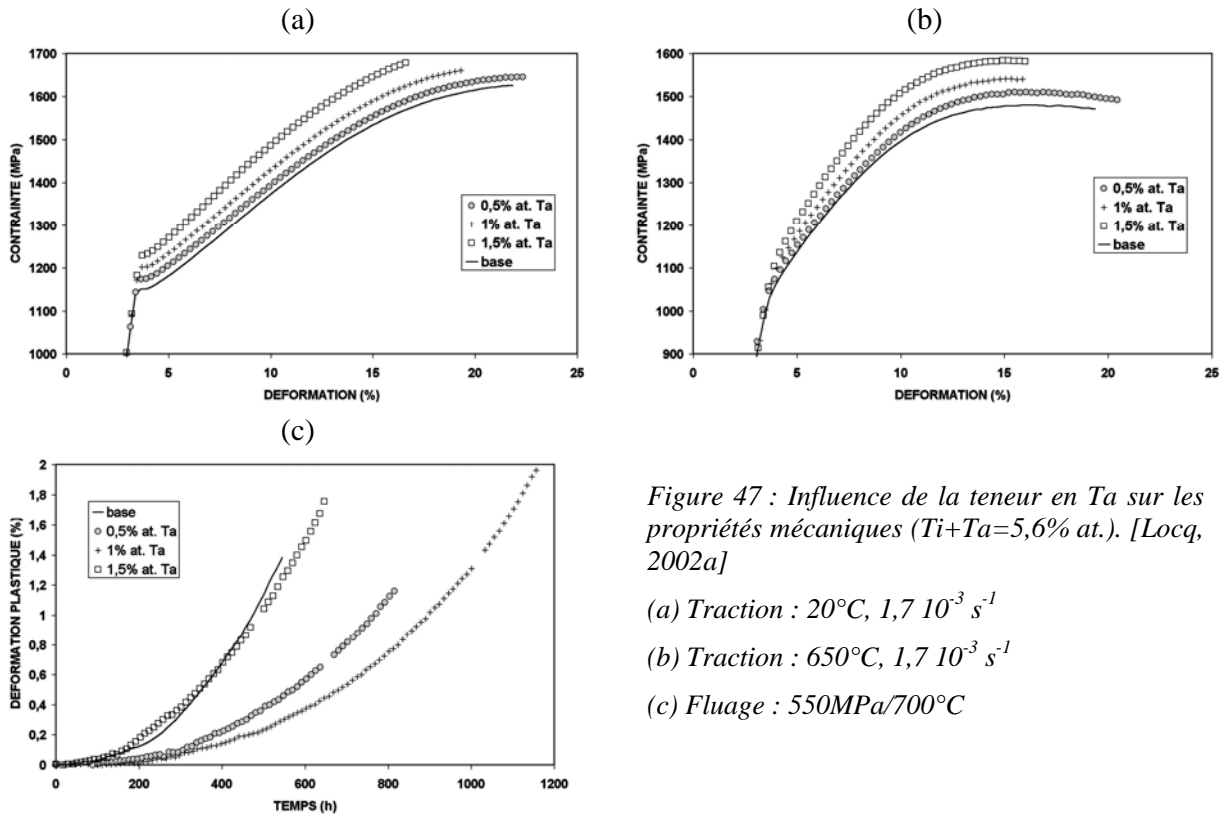 (a)
1700
1600
1500
1400
1300
1200
1100
1000
0
5
10
15
20
25
CONTRAINTE (MPa)
DEFORMATION (%)
0,5% at. Ta
1% at. Ta
1,5% at. Ta
base
(b)
1600
1500
1400
1300
1200
1100
1000
900
0
5
10
15
20
25
CONTRAINTE (MPa)
DEFORMATION (%)
0,5% at. Ta
1% at. Ta
1,5% at. Ta
base
(c)
2
1,8
1,6
1,4
1,2
1
0,8
0,6
0,4
0,2
0
0
200
400
600
800
1000
1200
DEFORMATION PLASTIQUE (%)
TEMPS (h)
base
0,5% at. Ta
1% at. Ta
1,5% at. Ta
Figure 47 : Influence de la teneur en Ta sur les
propriétés mécaniques (Ti+Ta=5,6% at.). [Locq,
2002a]
(a) Traction : 20°C, 1,7 10⁻³ s⁻¹
(b) Traction : 650°C, 1,7 10⁻³ s⁻¹
(c) Fluage : 550MPa/700°C